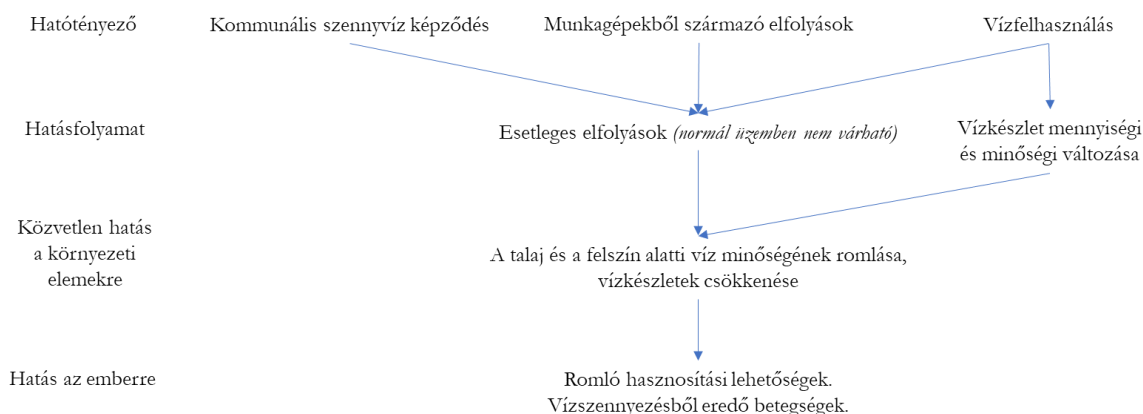 Hatótényező
Kommunális szennyvíz képződés
Munkagépekből származó elfolyások
Vízfelhasználás
Hatásfolyamat
Esetleges elfolyások (normál üzemben nem várható)
Vízkészlet mennyiségi
és minőségi változása
Közvetlen hatás
a környezeti
elemekre
A talaj és a felszín alatti víz minőségének romlása,
vízkészletek csökkenése
Hatás az emberre
Romló hasznosítási lehetőségek.
Vízszennyezésből eredő betegségek.